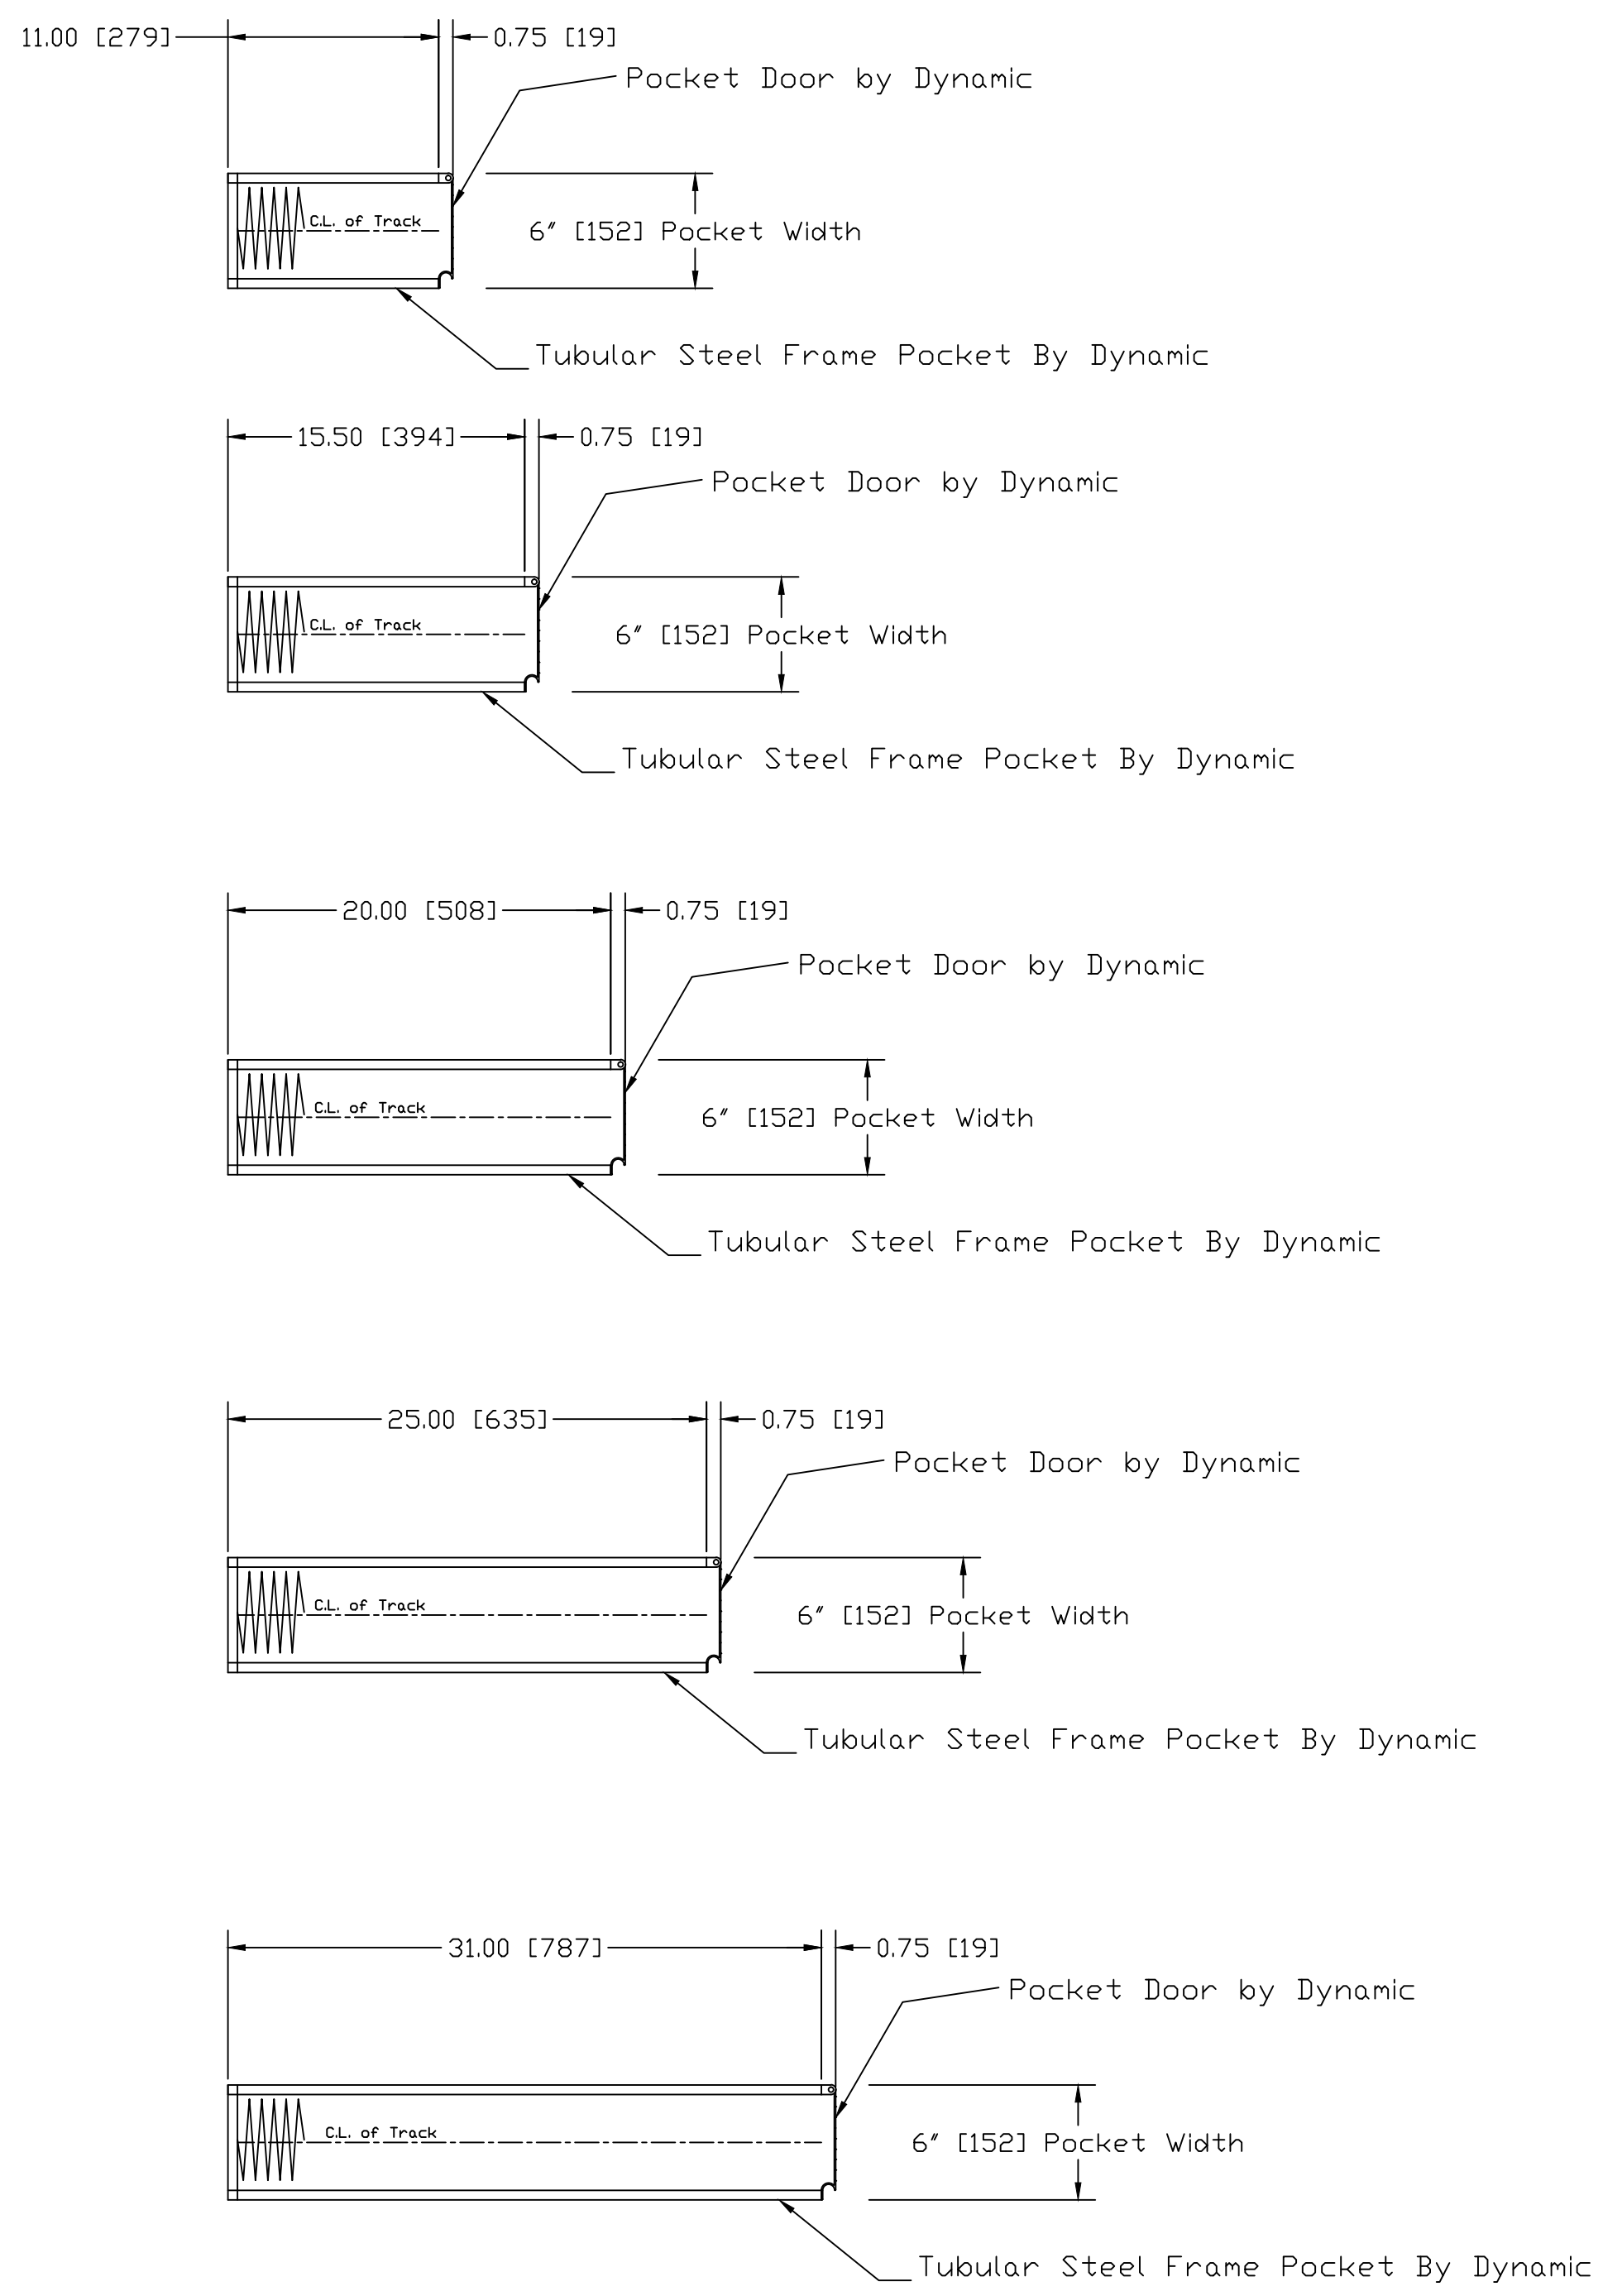 11.00 [279] 0.75 [19]
Pocket Door by Dynamic
C.L. of Track
6" [152] Pocket Width
Tubular Steel Frame Pocket By Dynamic
15.50 [394] 0.75 [19]
Pocket Door by Dynamic
C.L. of Track
6" [152] Pocket Width
Tubular Steel Frame Pocket By Dynamic
20.00 [508] 0.75 [19]
Pocket Door by Dynamic
C.L. of Track
6" [152] Pocket Width
Tubular Steel Frame Pocket By Dynamic
25.00 [635] 0.75 [19]
Pocket Door by Dynamic
C.L. of Track
6" [152] Pocket Width
Tubular Steel Frame Pocket By Dynamic
31.00 [787] 0.75 [19]
Pocket Door by Dynamic
C.L. of Track
6" [152] Pocket Width
Tubular Steel Frame Pocket By Dynamic